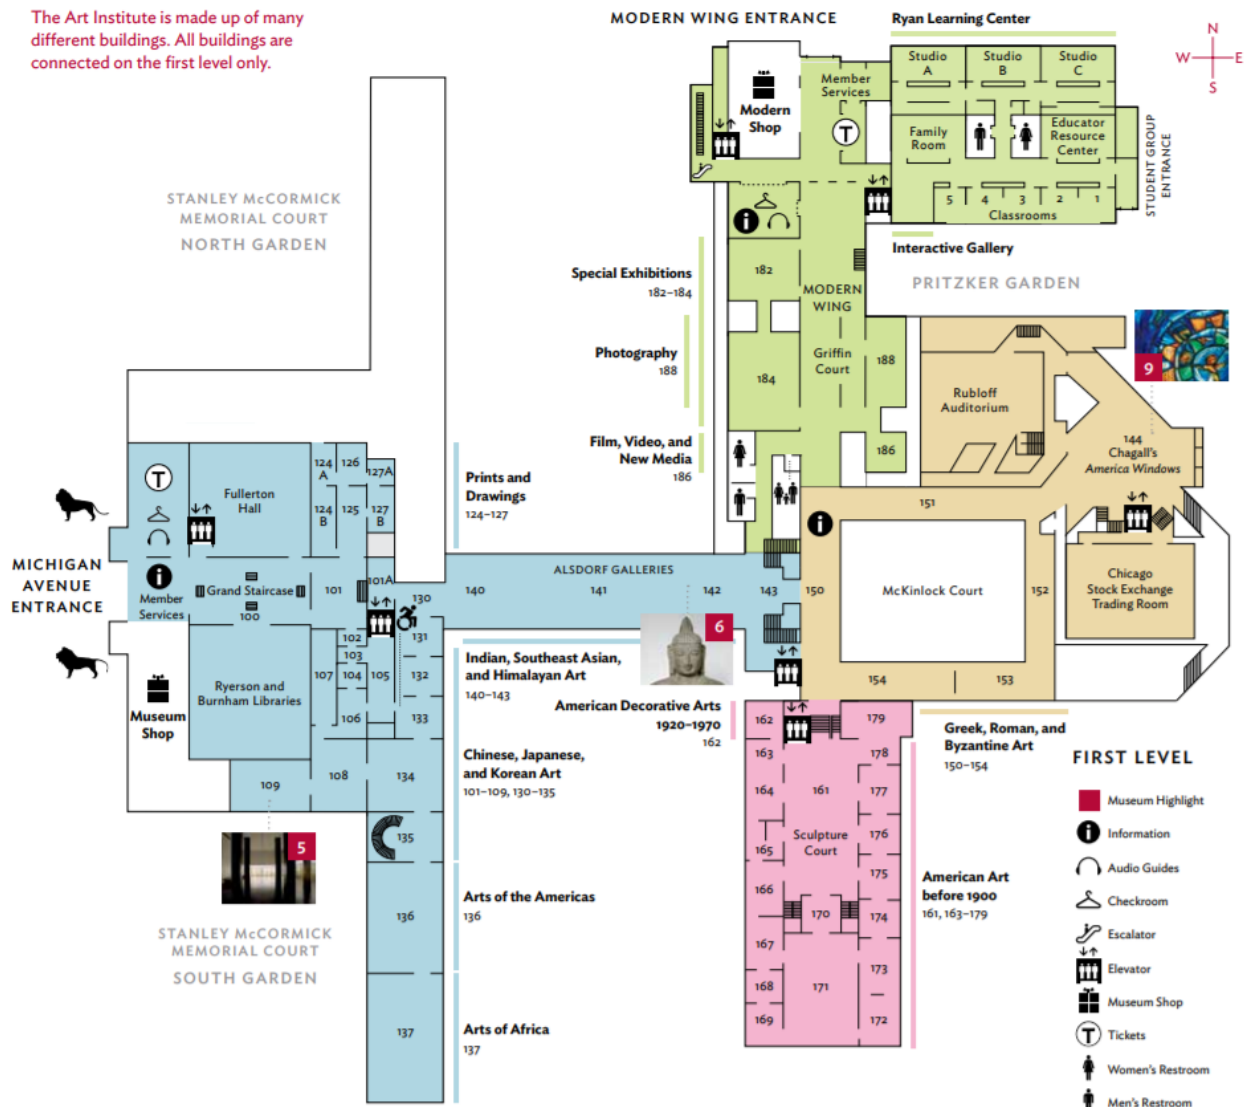 The Art Institute is made up of many
different buildings. All buildings are
connected on the first level only.
MODERN WING ENTRANCE
Ryan Learning Center
N
W
E
S
Studio
A
Studio
B
Studio
C
Member
Services
Modern
Shop
T
Family
Room
Educator
Resource
Center
STUDENT GROUP
ENTRANCE
5
4
3
2
1
Classrooms
Interactive Gallery
STANLEY McCORMICK
MEMORIAL COURT
NORTH GARDEN
i
Special Exhibitions
182–184
182
MODERN
WING
PRITZKER GARDEN
Photography
188
184
Griffin
Court
188
9
Rubloff
Auditorium
Film, Video, and
New Media
186
186
144
Chagall's
America Windows
124
A
126
127A
T
Fullerton
Hall
124
B
125
127
B
Prints and
Drawings
124–127
151
i
MICHIGAN
AVENUE
ENTRANCE
i
Member
Services
Grand Staircase
100
101
101A
130
ALSDORF GALLERIES
140
141
142
143
150
McKinlock Court
152
Chicago
Stock Exchange
Trading Room
6
102
103
104
105
106
107
131
132
133
Indian, Southeast Asian,
and Himalayan Art
140–143
154
153
Ryerson and
Burnham Libraries
Museum
Shop
American Decorative Arts
1920–1970
162
162
179
Greek, Roman, and
Byzantine Art
150–154
Chinese, Japanese,
and Korean Art
101–109, 130–135
109
108
134
135
163
164
165
166
167
168
169
161
Sculpture
Court
170
171
178
177
176
175
174
173
172
5
American Art
before 1900
161, 163–179
Arts of the Americas
136
136
STANLEY McCORMICK
MEMORIAL COURT
SOUTH GARDEN
Arts of Africa
137
137
FIRST LEVEL
Museum Highlight
i
Information
Audio Guides
Checkroom
Escalator
Elevator
Museum Shop
T
Tickets
Women's Restroom
Men's Restroom